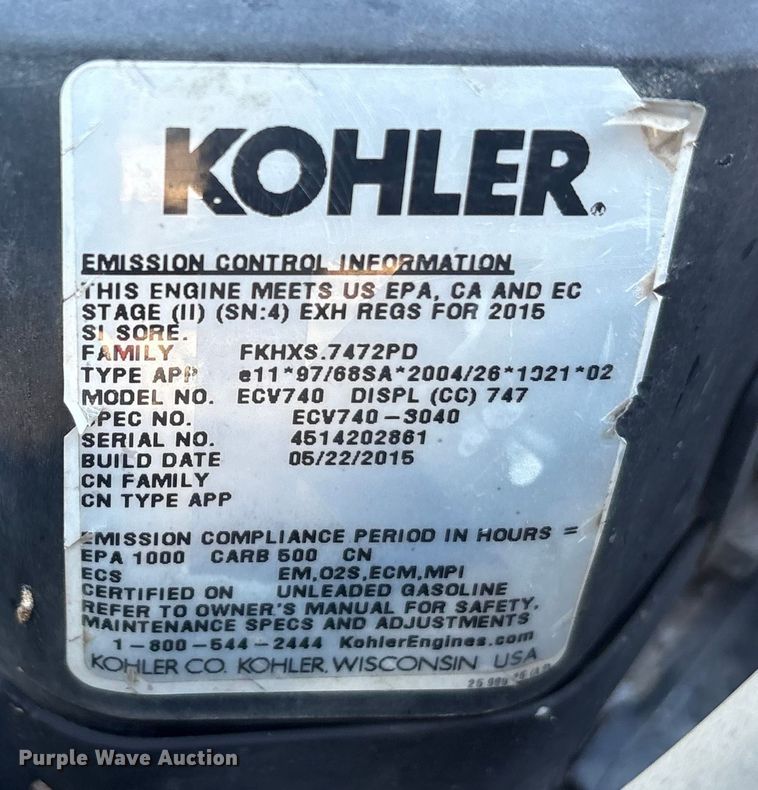 KOHLER.
EMISSION CONTROL INFORMATION
THIS ENGINE MEETS US EPA, CA AND EC
STAGE (II) (SN:4) EXH REGS FOR 2015
SI SORE.
FAMILY FKHXS.7472PD
TYPE APP e11*97/68SA*2004/26*1021*02
MODEL NO. ECV740 DISPL (CC) 747
SPEC NO. ECV740-3040
SERIAL NO. 4514202861
BUILD DATE 05/22/2015
CN FAMILY
CN TYPE APP
EMISSION COMPLIANCE PERIOD IN HOURS =
EPA 1000 CARB 500 CN
ECS EM,O2S,ECM,MPI
CERTIFIED ON UNLEADED GASOLINE
REFER TO OWNER'S MANUAL FOR SAFETY,
MAINTENANCE SPECS AND ADJUSTMENTS
1-800-544-2444 KohlerEngines.com
KOHLER CO. KOHLER, WISCONSIN USA
Purple Wave Auction